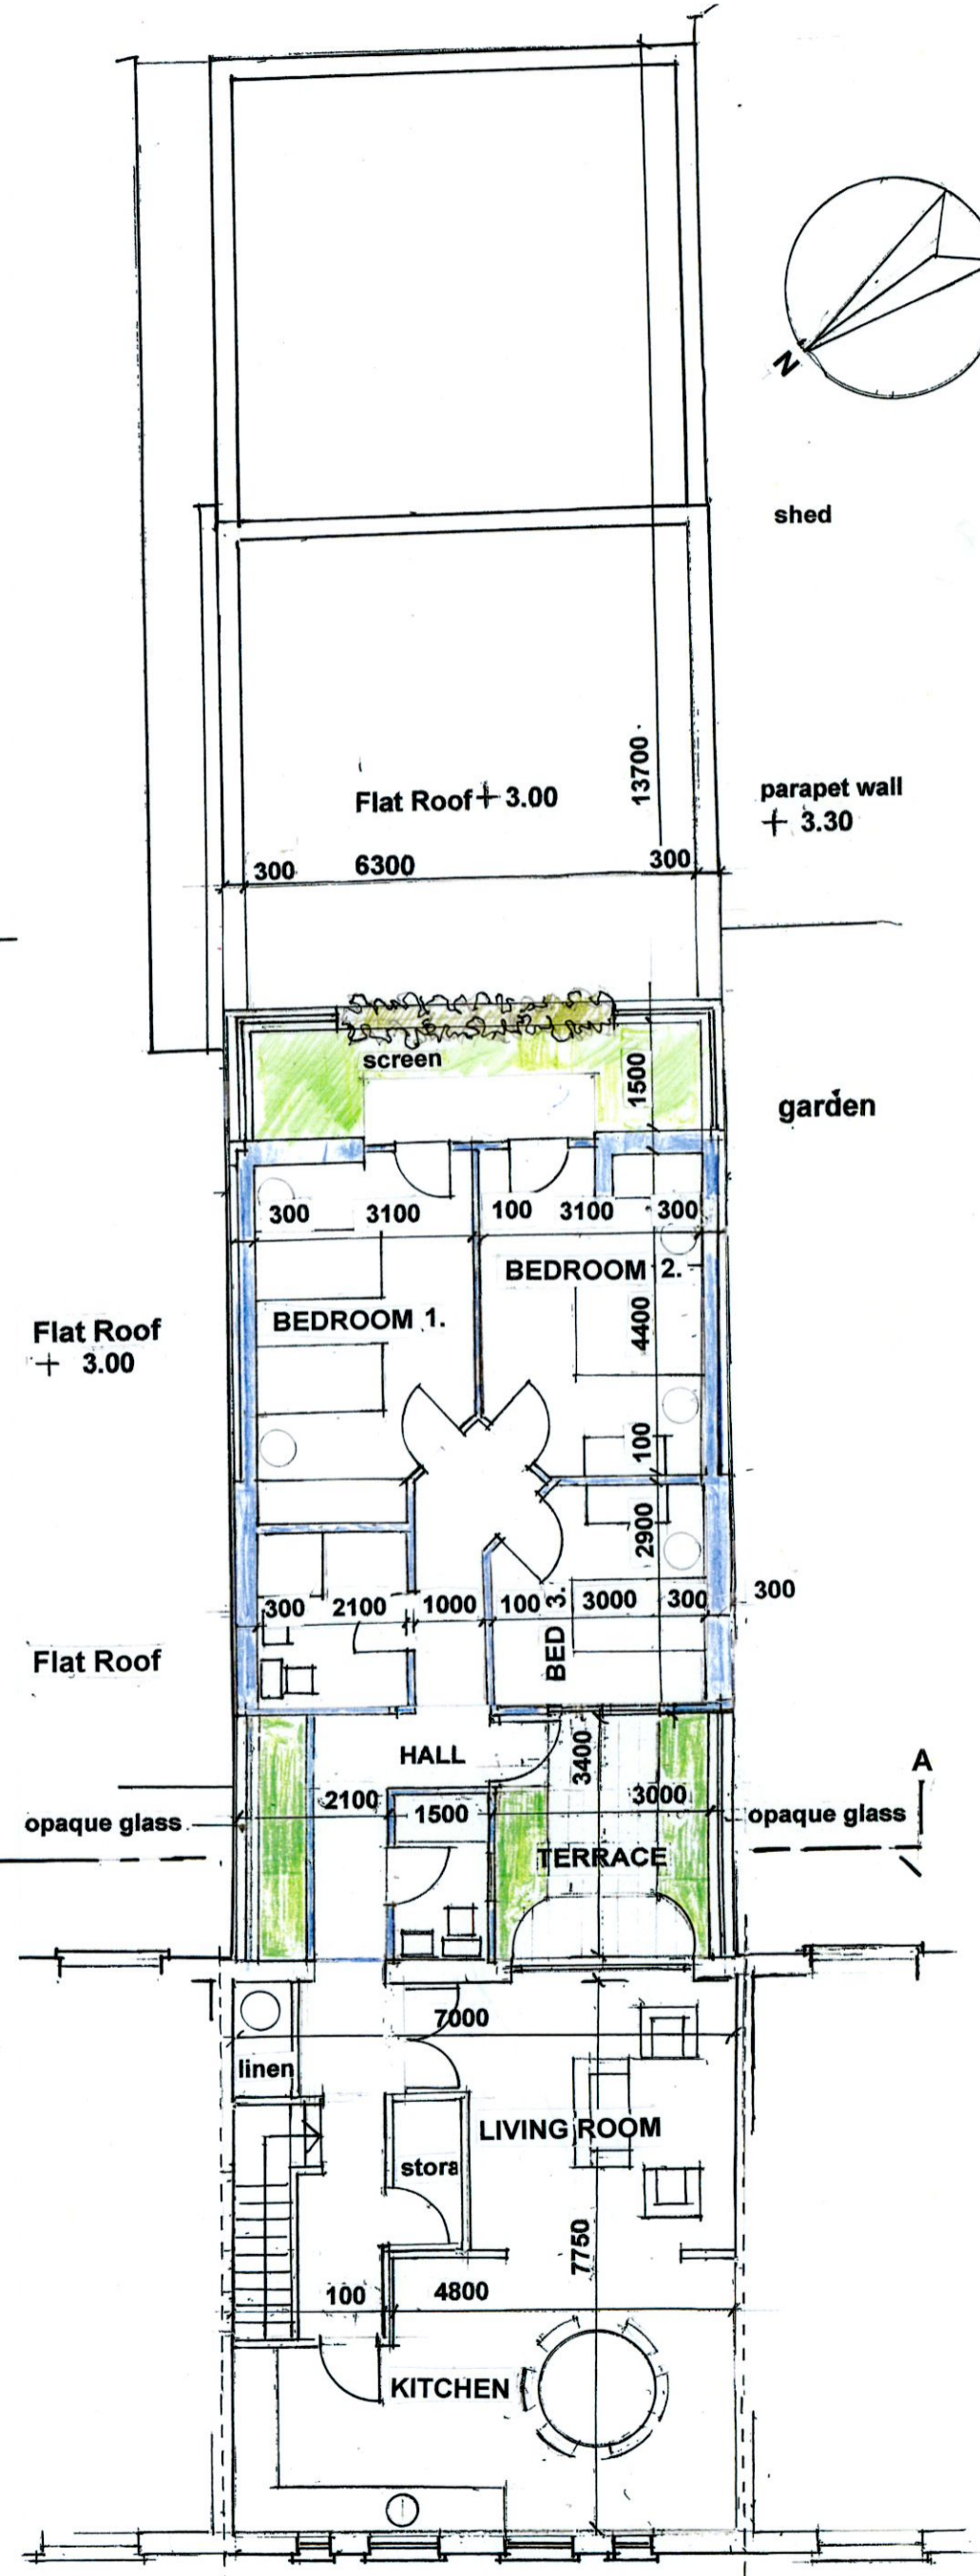 N
shed
13700
Flat Roof + 3.00
parapet wall
+ 3.30
300 6300 300
screen
1500
garden
300 3100 100 3100 300
BEDROOM 2.
BEDROOM 1.
4400
Flat Roof
+ 3.00
100
2900
300 2100 1000 100 3000 300 300
BED 3.
Flat Roof
HALL
3400
A
2100 1500 3000
opaque glass
opaque glass
TERRACE
7000
linen
LIVING ROOM
stora
7750
100 4800
KITCHEN